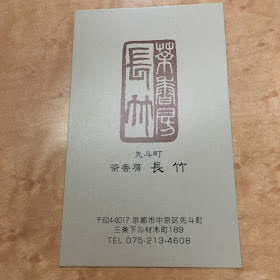 茶香房
長竹
先斗町
茶香房 長竹
〒604-8017 京都市中京区先斗町
三条下ル材木町189
TEL 075-213-4608